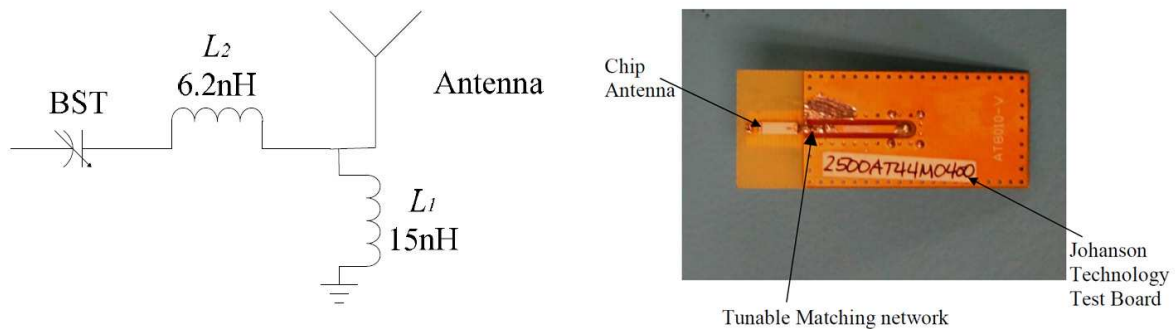 L2
6.2nH
BST
Antenna
L1
15nH
Chip
Antenna
AT8010-V
2500AT44M0400
Johanson
Technology
Test Board
Tunable Matching network